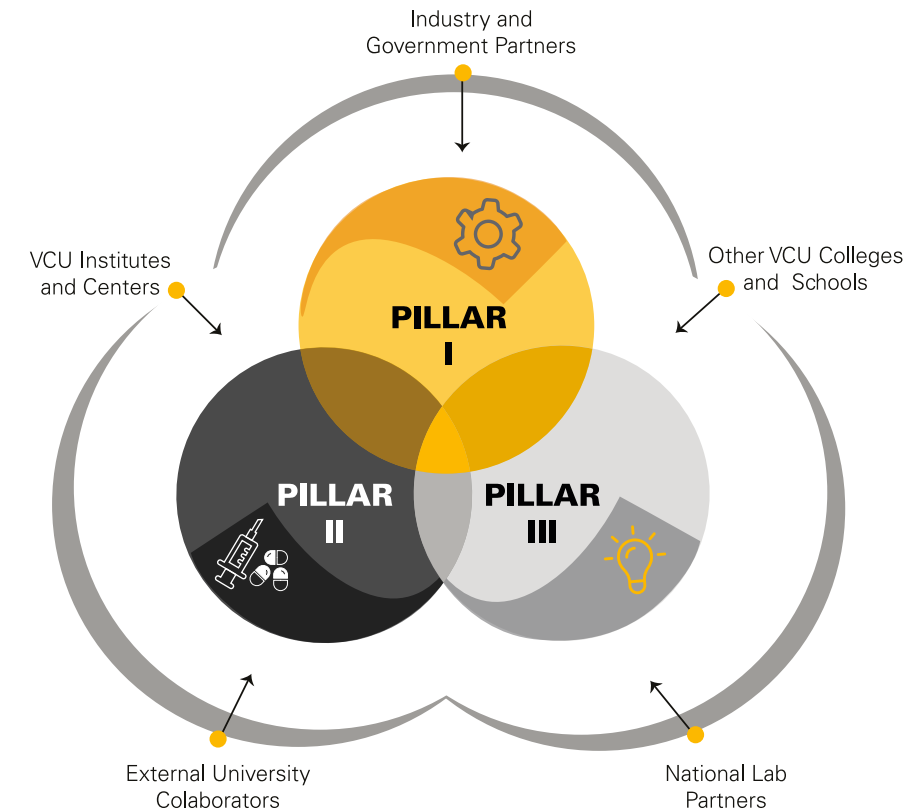 Industry and
Government Partners
VCU Institutes
and Centers
Other VCU Colleges
and Schools
PILLAR
I
PILLAR
II
PILLAR
III
External University
Colaborators
National Lab
Partners